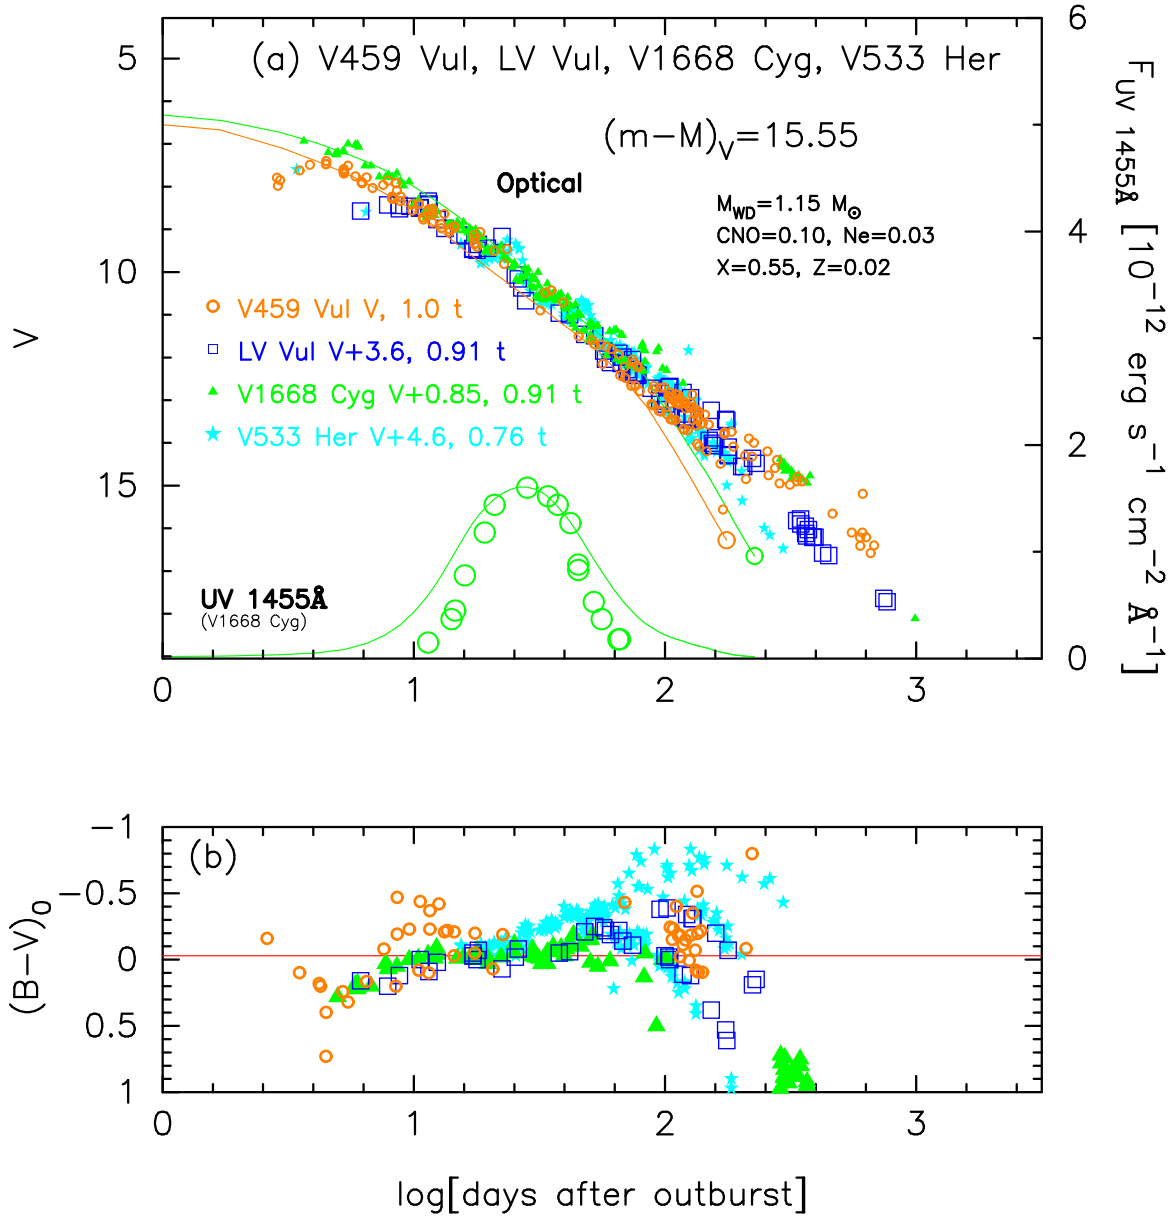 (a) V459 Vul, LV Vul, V1668 Cyg, V533 Her
(m−M)V=15.55
Optical
MWD=1.15 M⊙
CNO=0.10, Ne=0.03
X=0.55, Z=0.02
V459 Vul V, 1.0 t
LV Vul V+3.6, 0.91 t
V1668 Cyg V+0.85, 0.91 t
V533 Her V+4.6, 0.76 t
UV 1455Å
(V1668 Cyg)
V
5
10
15
6
4
2
0
FUV 1455Å [10−12 erg s−1 cm−2 Å−1]
0 1 2 3
(b)
(B−V)0
−1
−0.5
0
0.5
1
0 1 2 3
log[days after outburst]